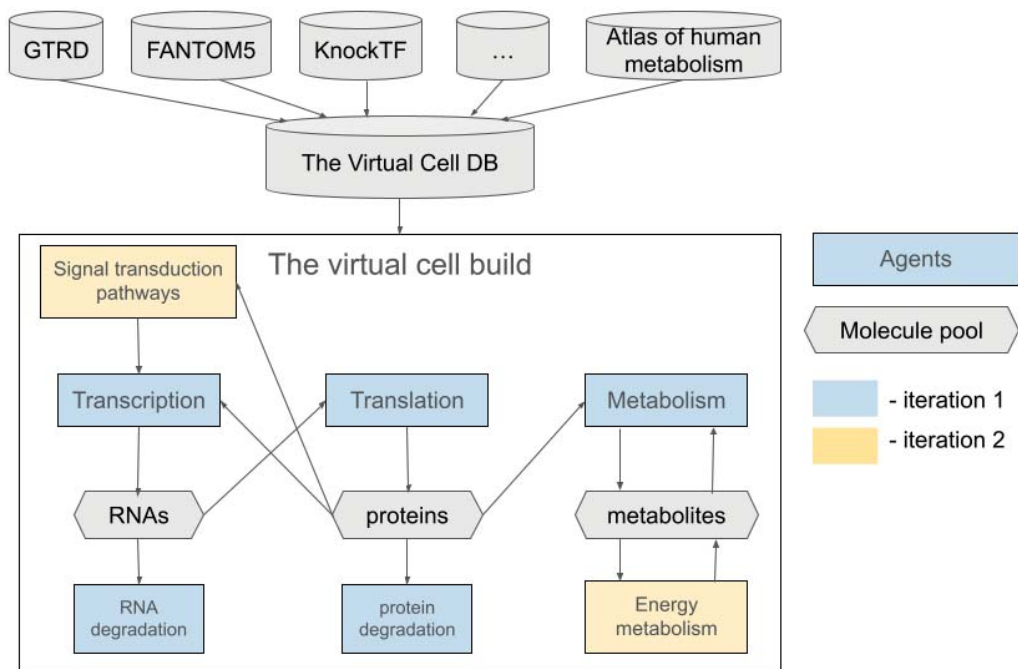 GTRD
FANTOM5
KnockTF
...
Atlas of human
metabolism
The Virtual Cell DB
The virtual cell build
Signal transduction
pathways
Agents
Molecule pool
Transcription
Translation
Metabolism
- iteration 1
- iteration 2
RNAs
proteins
metabolites
RNA
degradation
protein
degradation
Energy
metabolism